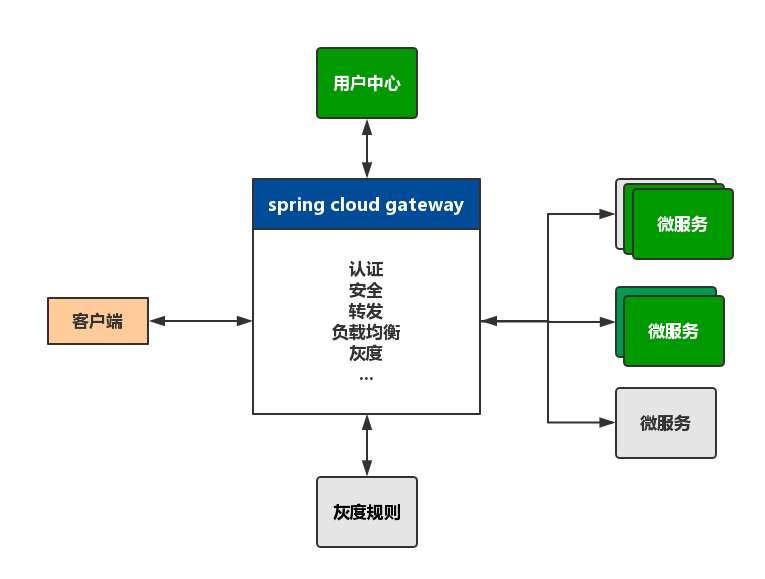 用户中心
spring cloud gateway
认证
安全
转发
负载均衡
灰度
...
客户端
微服务
微服务
微服务
灰度规则